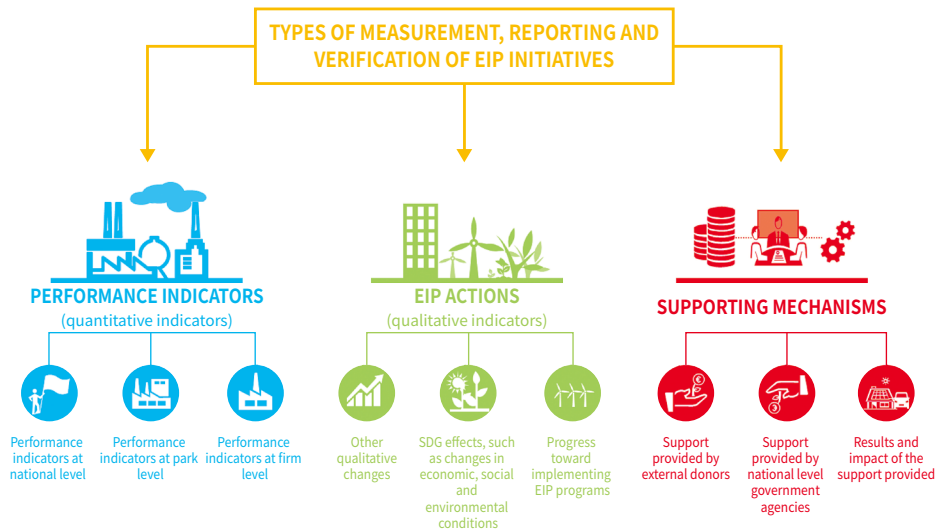 TYPES OF MEASUREMENT, REPORTING AND
VERIFICATION OF EIP INITIATIVES
PERFORMANCE INDICATORS
(quantitative indicators)
Performance
indicators at
national level
Performance
indicators at park
level
Performance
indicators at firm
level
EIP ACTIONS
(qualitative indicators)
Other
qualitative
changes
SDG effects, such
as changes in
economic, social
and
environmental
conditions
Progress
toward
implementing
EIP programs
SUPPORTING MECHANISMS
Support
provided by
external donors
Support
provided by
national level
government
agencies
Results and
impact of the
support provided